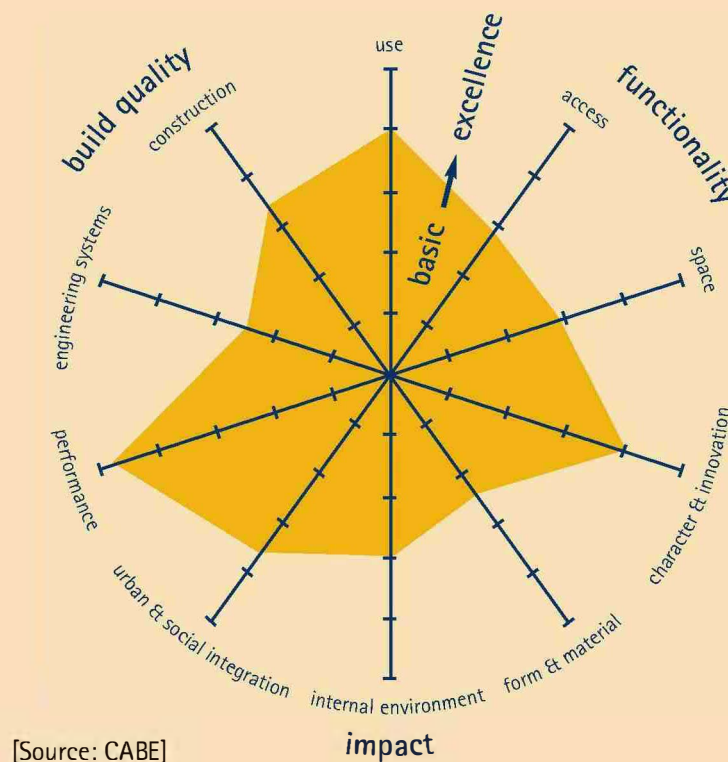 use
excellence
basic
functionality
access
space
character & innovation
form & material
impact
internal environment
urban & social integration
performance
engineering systems
construction
build quality
[Source: CABE]